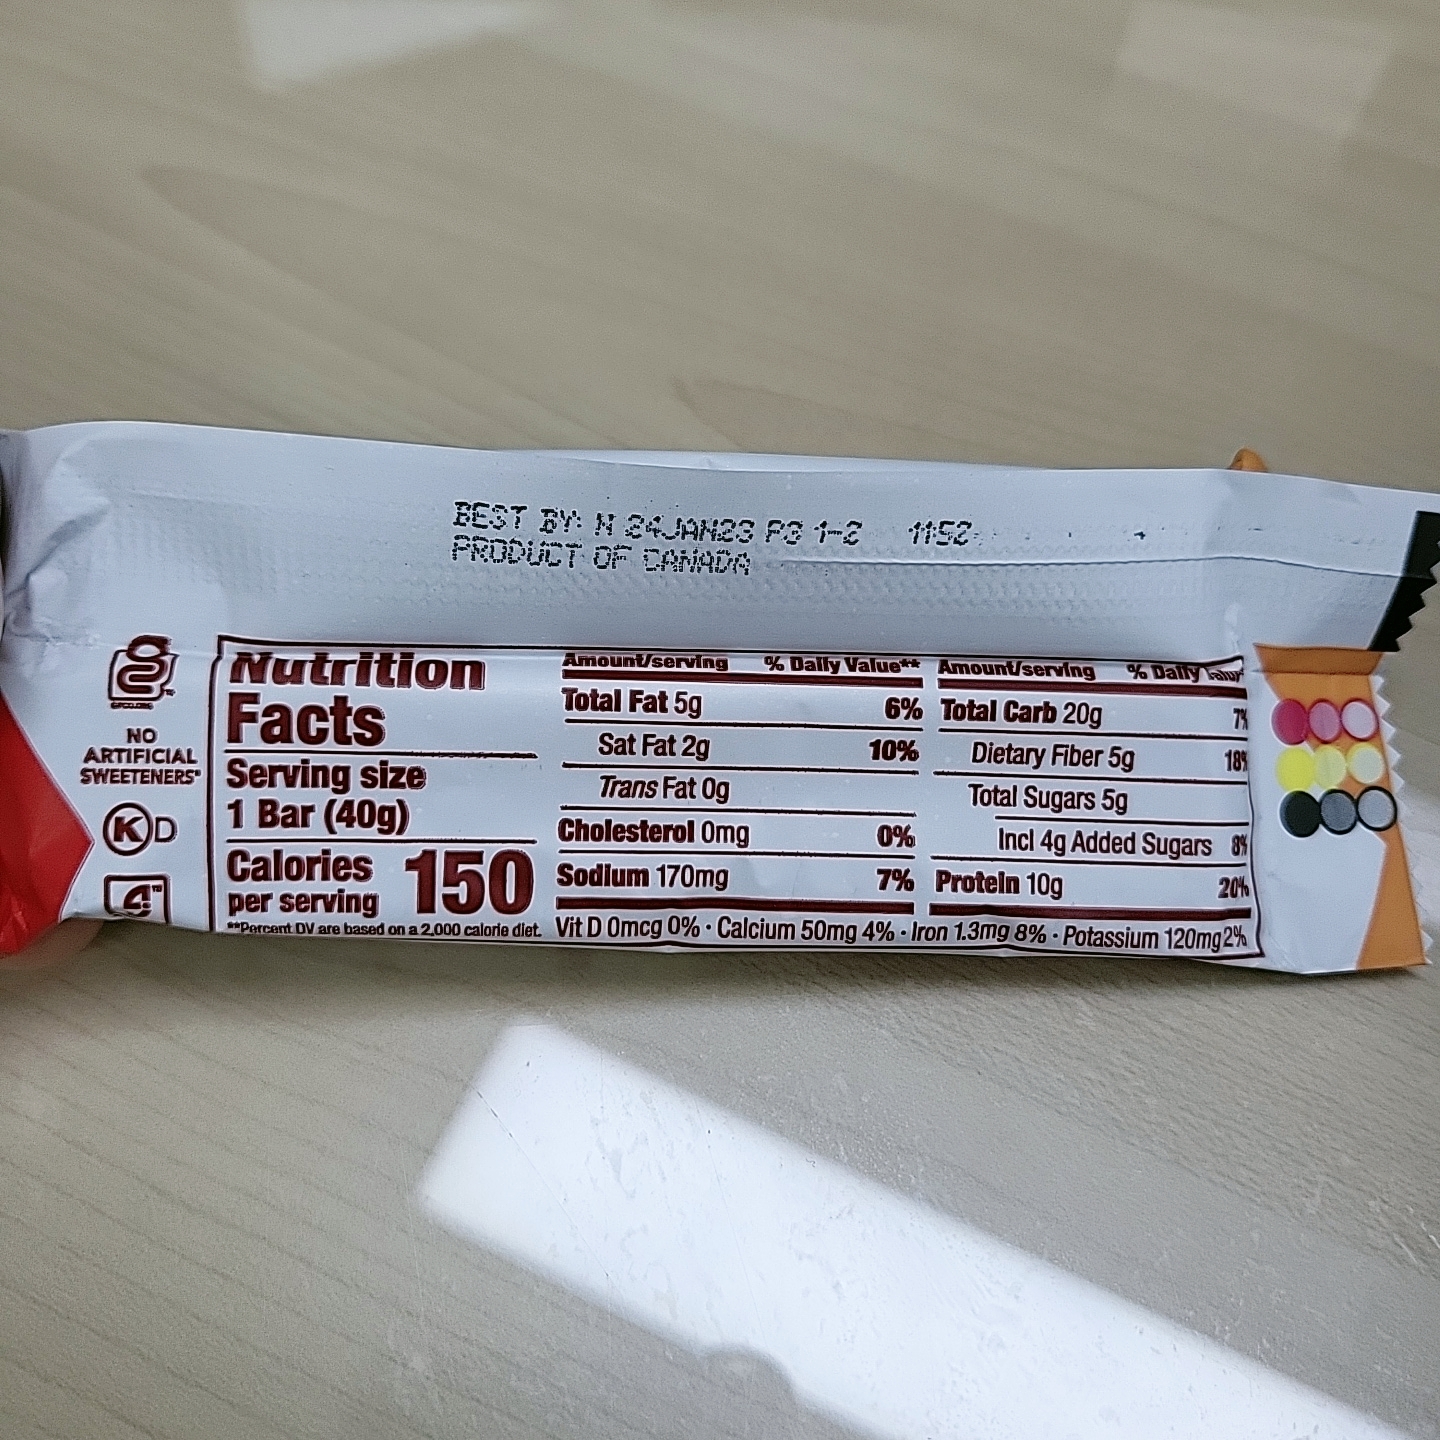 BEST BY: N 24JAN23 P3 1-2 1152
PRODUCT OF CANADA
GFCO.ORG
NO
ARTIFICIAL
SWEETENERS*
K D
Nutrition
Facts
Serving size
1 Bar (40g)
Calories
per serving 150
**Percent DV are based on a 2,000 calorie diet.
Amount/serving % Daily Value**
Total Fat 5g 6%
Sat Fat 2g 10%
Trans Fat 0g
Cholesterol 0mg 0%
Sodium 170mg 7%
Amount/serving % Daily Value*
Total Carb 20g 7%
Dietary Fiber 5g 18%
Total Sugars 5g
Incl 4g Added Sugars 8%
Protein 10g 20%
Vit D 0mcg 0% · Calcium 50mg 4% · Iron 1.3mg 8% · Potassium 120mg 2%